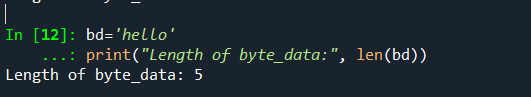 In [12]: bd='hello'
    ...: print("Length of byte_data:", len(bd))
Length of byte_data: 5